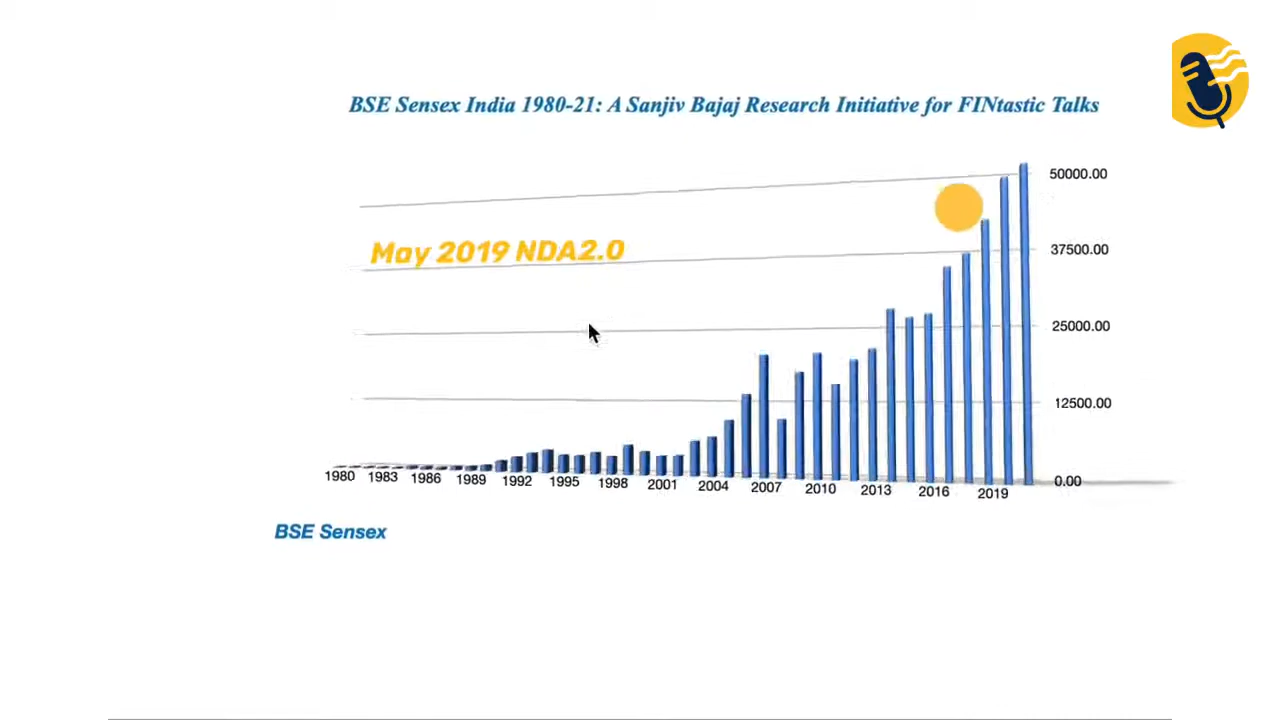 BSE Sensex India 1980-21: A Sanjiv Bajaj Research Initiative for FINtastic Talks
50000.00
May 2019 NDA2.0
37500.00
25000.00
12500.00
0.00
1980 1983 1986 1989 1992 1995 1998 2001 2004 2007 2010 2013 2016 2019
BSE Sensex